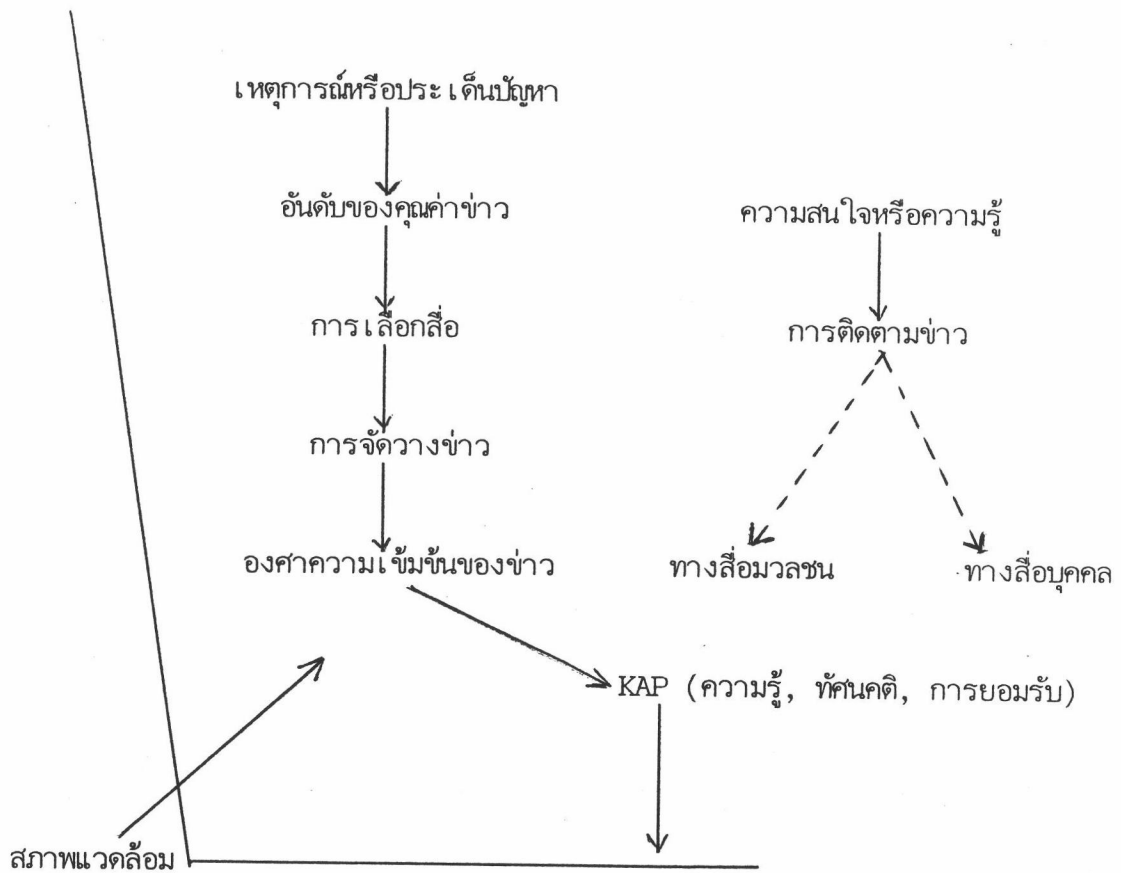 เหตุการณ์หรือประเด็นปัญหา
อันดับของคุณค่าข่าว
ความสนใจหรือความรู้
การเลือกสื่อ
การติดตามข่าว
การจัดวางข่าว
องศาความเข้มข้นของข่าว
ทางสื่อมวลชน
ทางสื่อบุคคล
KAP (ความรู้, ทัศนคติ, การยอมรับ)
สภาพแวดล้อม